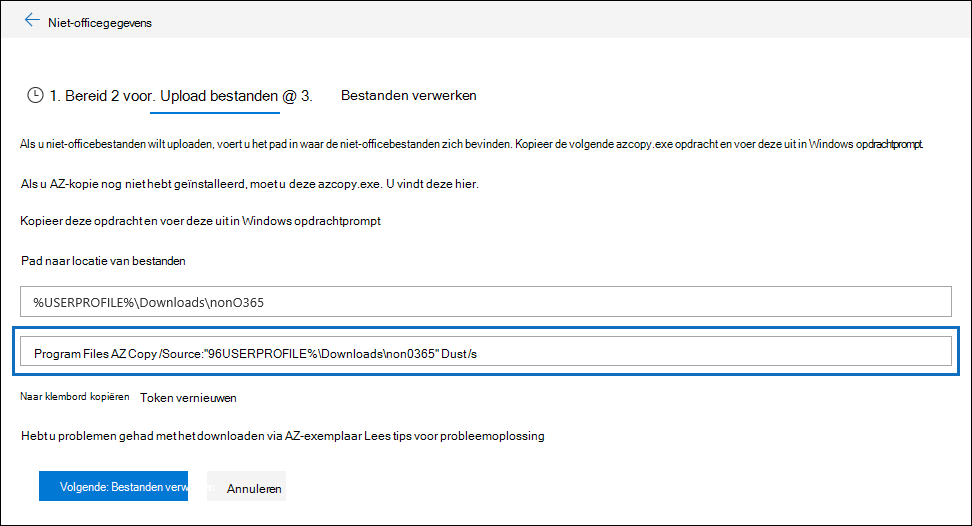 Niet-officegegevens
1. Bereid 2 voor. Upload bestanden @ 3. Bestanden verwerken
Als u niet-officebestanden wilt uploaden, voert u het pad in waar de niet-officebestanden zich bevinden. Kopieer de volgende azcopy.exe opdracht en voer deze uit in Windows opdrachtprompt.
Als u AZ-kopie nog niet hebt geïnstalleerd, moet u deze azcopy.exe. U vindt deze hier.
Kopieer deze opdracht en voer deze uit in Windows opdrachtprompt
Pad naar locatie van bestanden
%USERPROFILE%\Downloads\nonO365
Program Files AZ Copy /Source:"96USERPROFILE%\Downloads\non0365" Dust /s
Naar klembord kopiëren Token vernieuwen
Hebt u problemen gehad met het downloaden via AZ-exemplaar Lees tips voor probleemoplossing
Volgende: Bestanden verw Annuleren